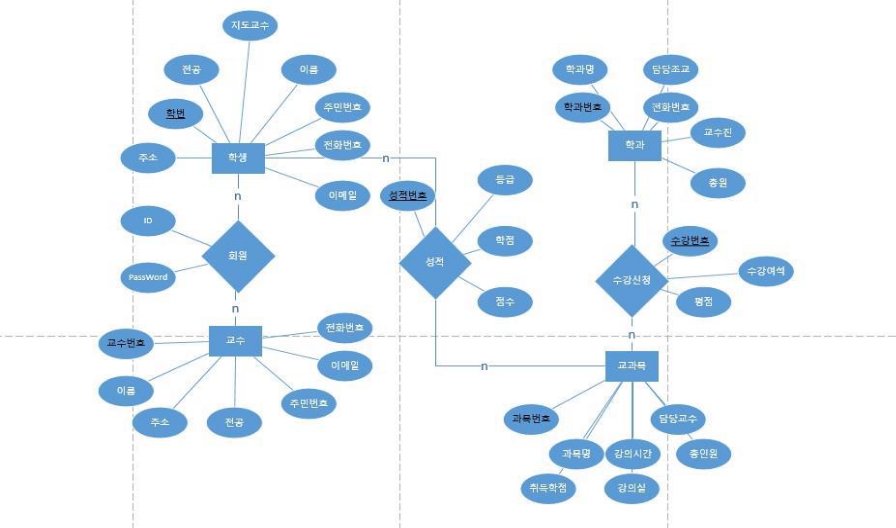 지도교수
전공
이름
학번
주민번호
전화번호
주소
학생
이메일
n
n
ID
PassWord
회원
n
교수번호
교수
전화번호
이메일
이름
주소
전공
주민번호
성적번호
등급
학점
성적
점수
n
학과명
담당조교
학과번호
전화번호
학과
교수진
총원
n
수강번호
수강신청
수강여석
평점
n
교과목
과목번호
담당교수
과목명
강의시간
총인원
취득학점
강의실